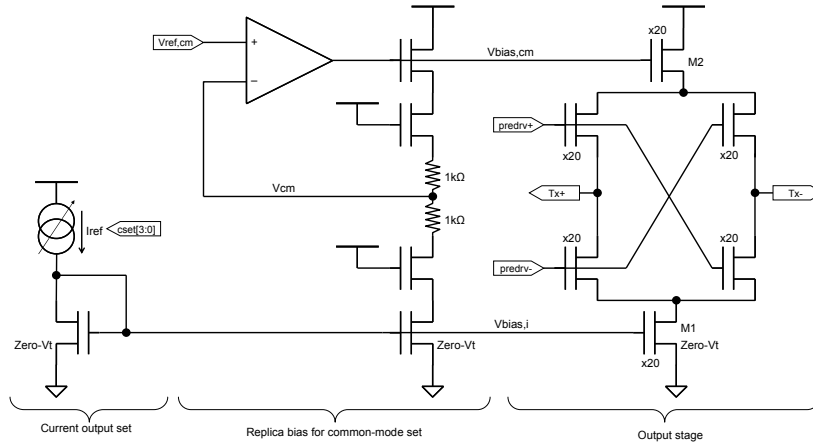 x20
Vref,cm
+
−
Vbias,cm
M2
predrv+
x20
x20
1kΩ
Vcm
Tx+
Tx-
1kΩ
Iref
cset[3:0]
x20
x20
predrv-
Vbias,i
M1
Zero-Vt
Zero-Vt
Zero-Vt
x20
Current output set
Replica bias for common-mode set
Output stage